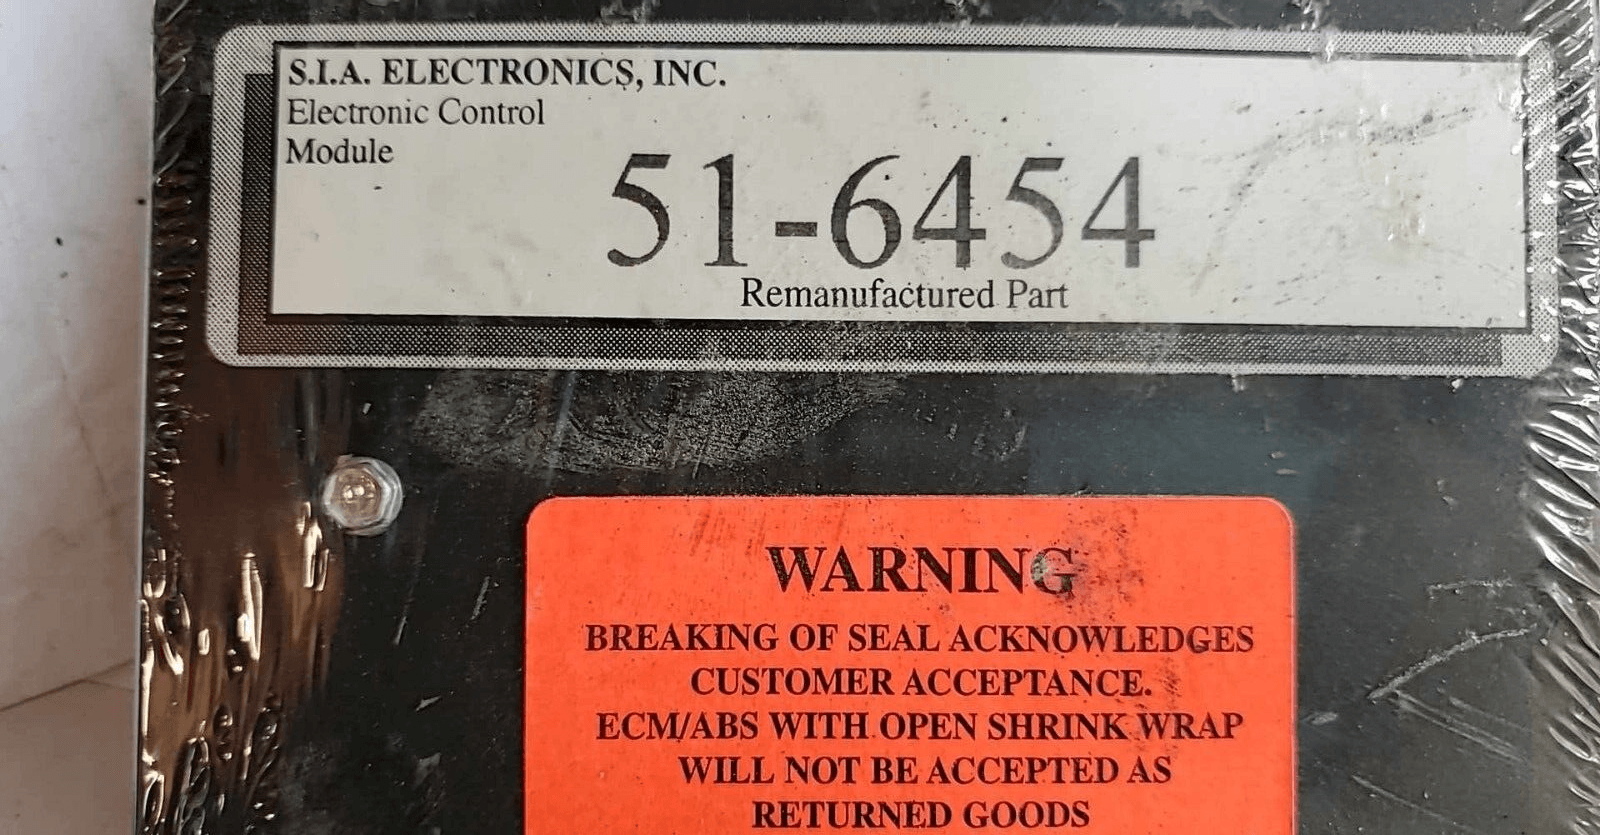 S.I.A. ELECTRONICS, INC.
Electronic Control
Module
51-6454
Remanufactured Part
WARNING
BREAKING OF SEAL ACKNOWLEDGES
CUSTOMER ACCEPTANCE.
ECM/ABS WITH OPEN SHRINK WRAP
WILL NOT BE ACCEPTED AS
RETURNED GOODS